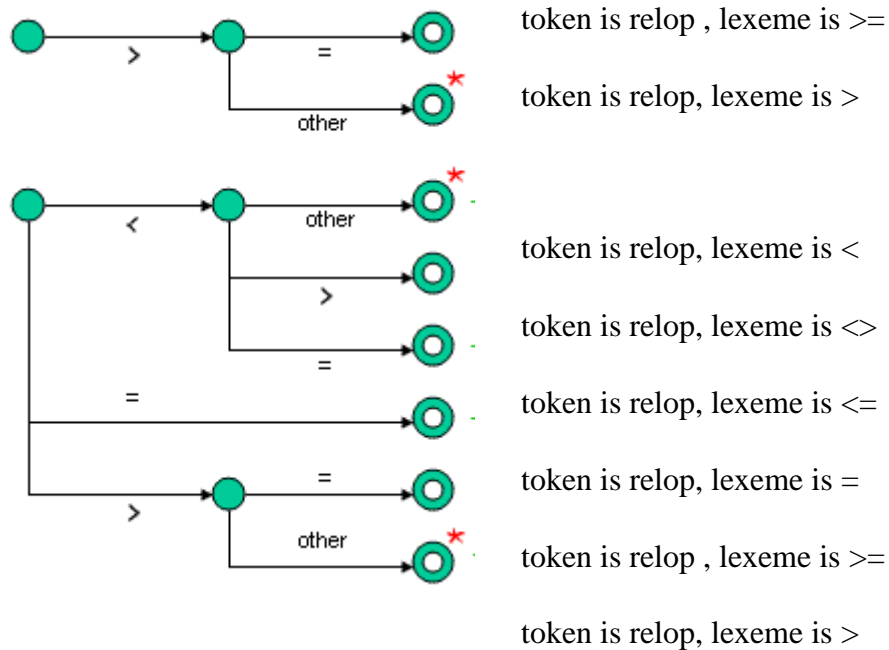 token is relop , lexeme is >=
> =
*
token is relop, lexeme is >
other
*
< other
token is relop, lexeme is <
>
token is relop, lexeme is <>
=
= token is relop, lexeme is <=
= token is relop, lexeme is =
>
other *
token is relop , lexeme is >=
token is relop, lexeme is >